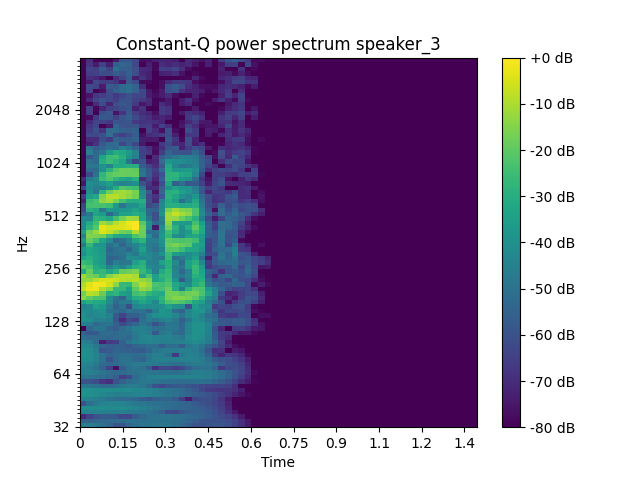 Constant-Q power spectrum speaker_3
Hz
2048
1024
512
256
128
64
32
0 0.15 0.3 0.45 0.6 0.75 0.9 1.1 1.2 1.4
Time
+0 dB
-10 dB
-20 dB
-30 dB
-40 dB
-50 dB
-60 dB
-70 dB
-80 dB